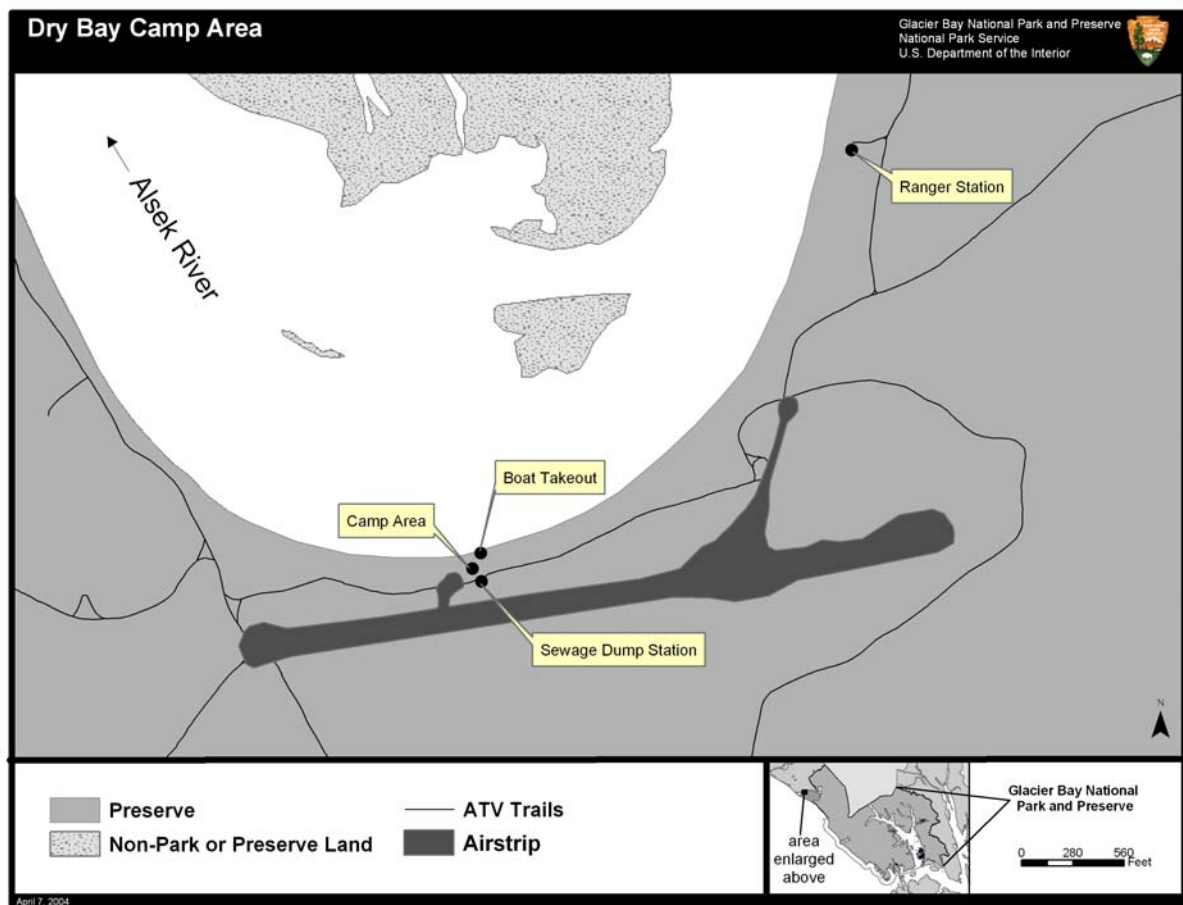 Dry Bay Camp Area
Glacier Bay National Park and Preserve
National Park Service
U.S. Department of the Interior
Alsek River
Ranger Station
Boat Takeout
Camp Area
Sewage Dump Station
N
Preserve
Non-Park or Preserve Land
ATV Trails
Airstrip
area
enlarged
above
Glacier Bay National
Park and Preserve
0 280 560
Feet
April 7, 2004